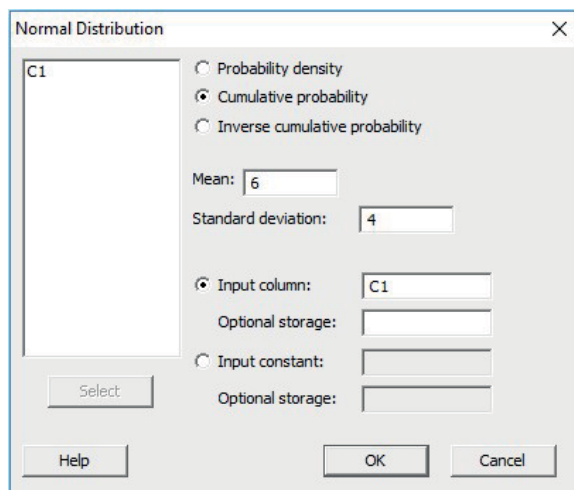 Normal Distribution
C1
Probability density
Cumulative probability
Inverse cumulative probability
Mean: 6
Standard deviation: 4
Input column: C1
Optional storage:
Input constant:
Optional storage:
Select
Help
OK
Cancel